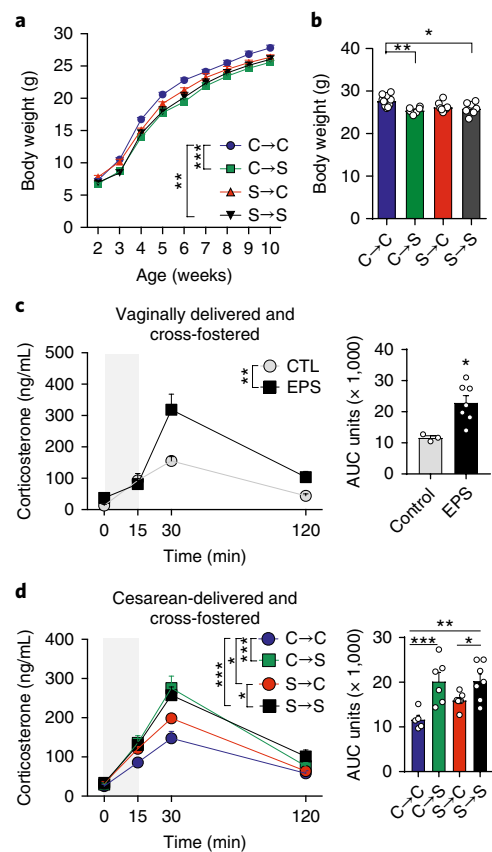 a
Body weight (g)
30
25
20
15
10
5
0
2 3 4 5 6 7 8 9 10
Age (weeks)
** *** C→C
C→S
S→C
S→S
b
Body weight (g)
40
30
20
10
0
*
**
C→C C→S S→C S→S
c
Vaginally delivered and
cross-fostered
Corticosterone (ng/mL)
500
400
300
200
100
0
0 15 30 120
Time (min)
** CTL
EPS
AUC units (× 1,000)
40
30
20
10
0
*
Control EPS
d
Cesarean-delivered and
cross-fostered
Corticosterone (ng/mL)
400
300
200
100
0
0 15 30 120
Time (min)
*** * *** C→C
C→S
* S→C
S→S
AUC units (× 1,000)
30
20
10
0
**
*** *
C→C C→S S→C S→S